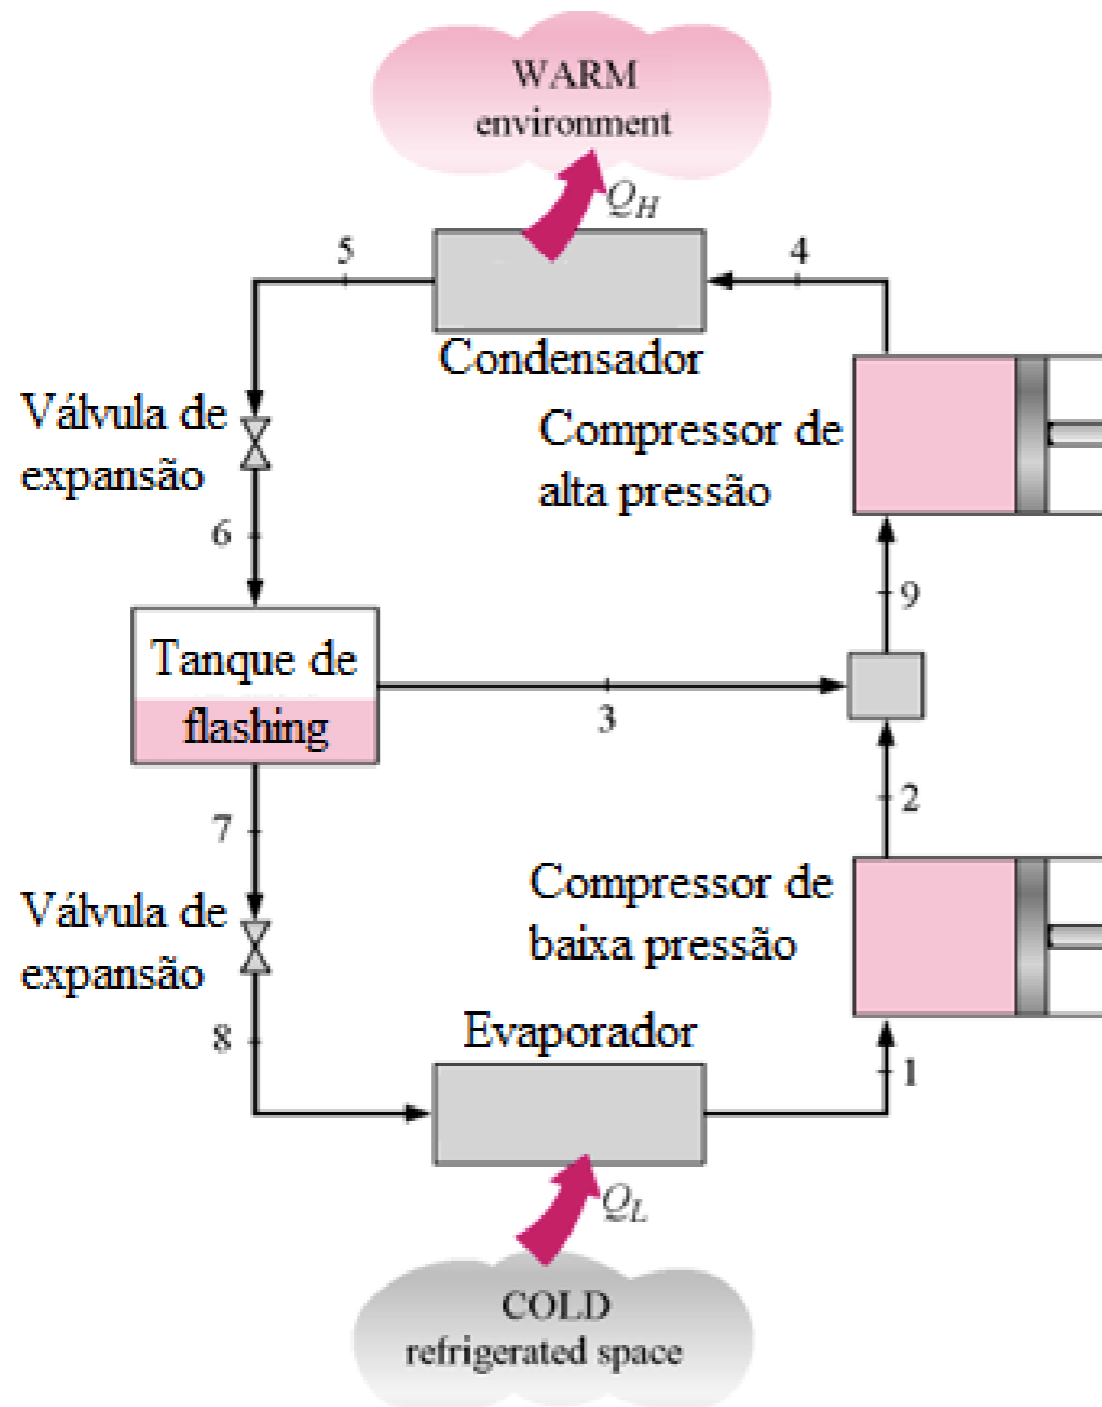 WARM
environment
Q_H
5
4
Condensador
Válvula de
expansão
Compressor de
alta pressão
6
9
Tanque de
flashing
3
7
2
Válvula de
expansão
Compressor de
baixa pressão
8
Evaporador
1
Q_L
COLD
refrigerated space